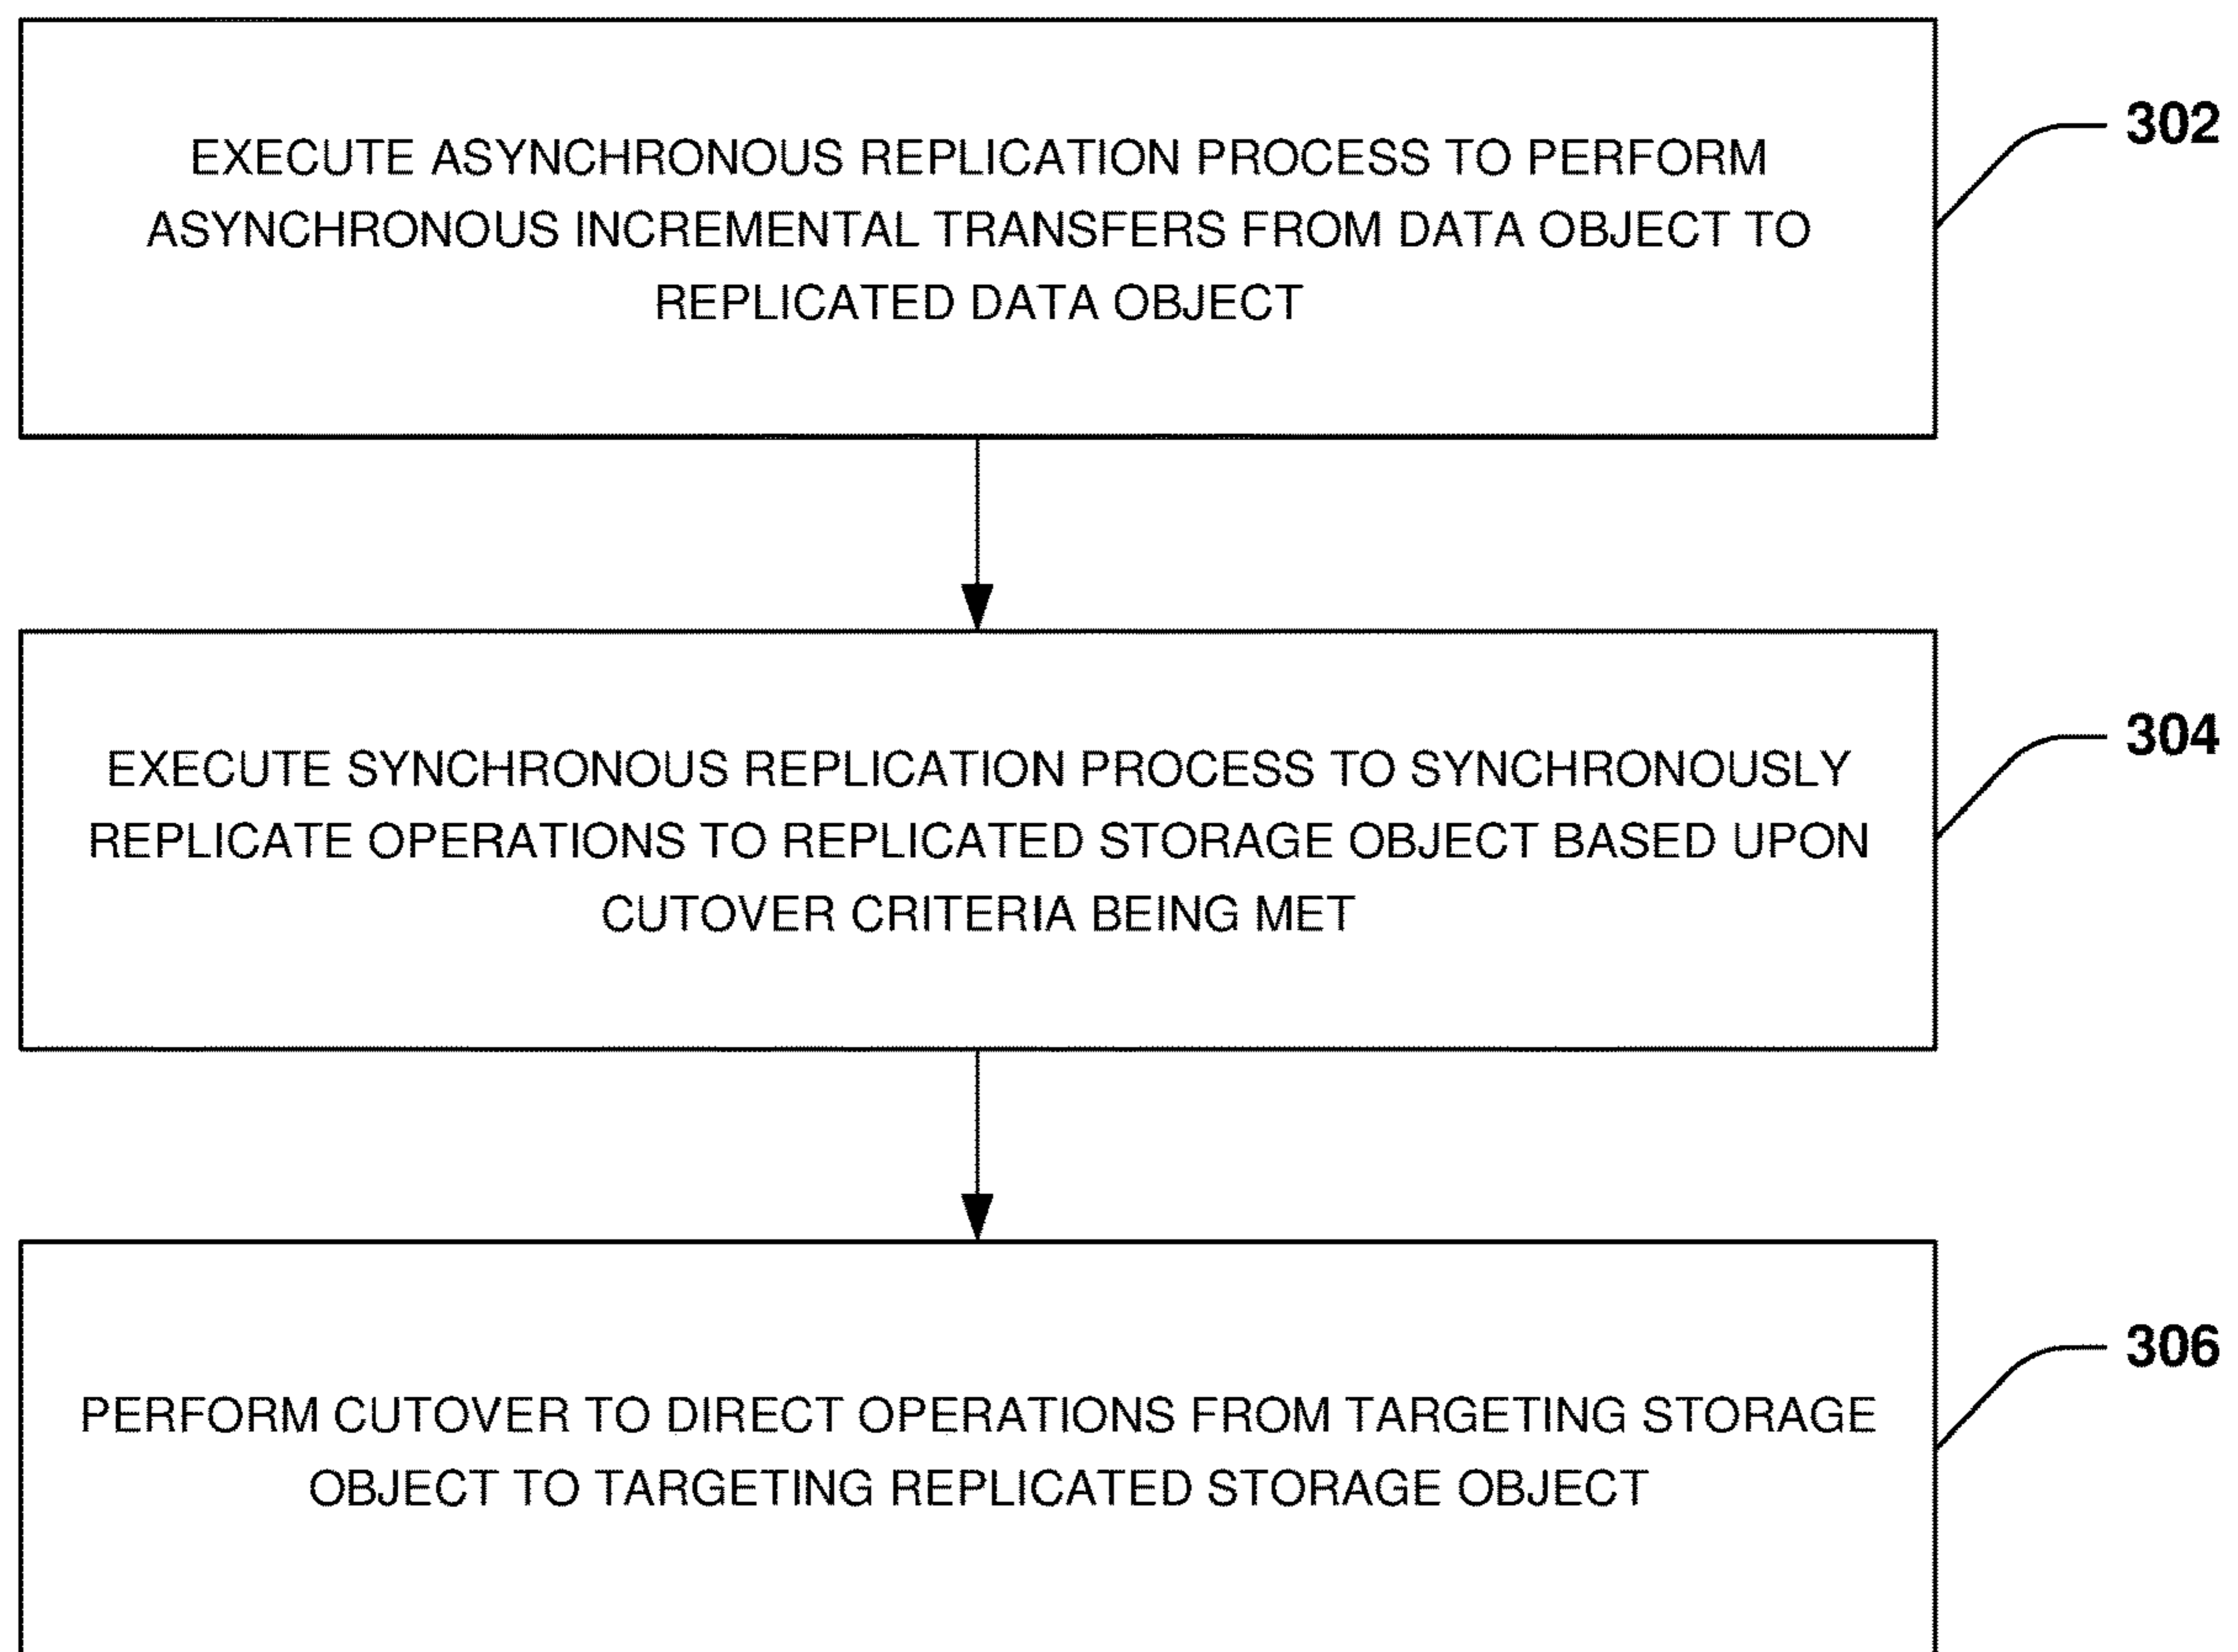 EXECUTE ASYNCHRONOUS REPLICATION PROCESS TO PERFORM
ASYNCHRONOUS INCREMENTAL TRANSFERS FROM DATA OBJECT TO
REPLICATED DATA OBJECT
302
EXECUTE SYNCHRONOUS REPLICATION PROCESS TO SYNCHRONOUSLY
REPLICATE OPERATIONS TO REPLICATED STORAGE OBJECT BASED UPON
CUTOVER CRITERIA BEING MET
304
PERFORM CUTOVER TO DIRECT OPERATIONS FROM TARGETING STORAGE
OBJECT TO TARGETING REPLICATED STORAGE OBJECT
306